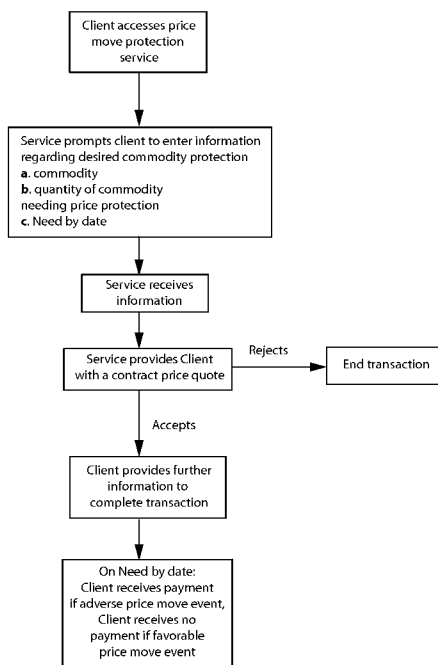 Client accesses price
move protection
service
Service prompts client to enter information
regarding desired commodity protection
a. commodity
b. quantity of commodity
needing price protection
c. Need by date
Service receives
information
Service provides Client
with a contract price quote
Rejects
End transaction
Accepts
Client provides further
information to
complete transaction
On Need by date:
Client receives payment
if adverse price move event,
Client receives no
payment if favorable
price move event